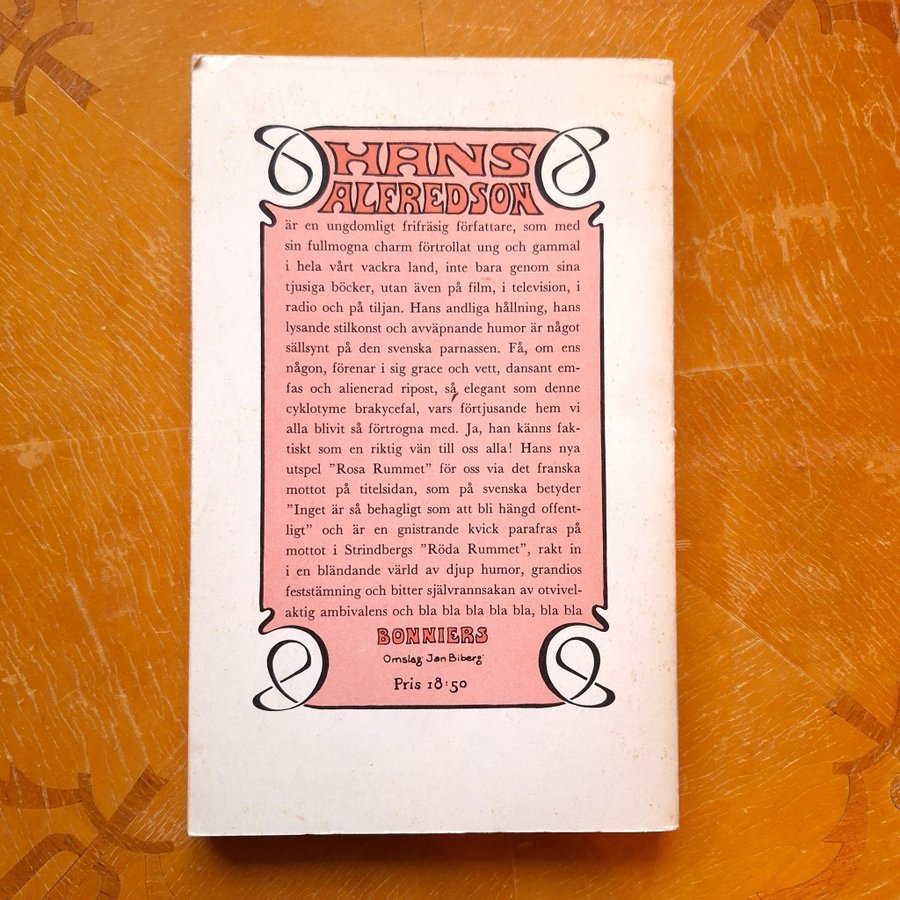 HANS
ALFREDSON
är en ungdomligt frifräsig författare, som med
sin fullmogna charm förtrollat ung och gammal
i hela vårt vackra land, inte bara genom sina
tjusiga böcker, utan även på film, i television, i
radio och på tiljan. Hans andliga hållning, hans
lysande stilkonst och avväpnande humor är något
sällsynt på den svenska parnassen. Få, om ens
någon, förenar i sig grace och vett, dansant em-
fas och alienerad ripost, så elegant som denne
cyklotyme brakycefal, vars förtjusande hem vi
alla blivit så förtrogna med. Ja, han känns fak-
tiskt som en riktig vän till oss alla! Hans nya
utspel ”Rosa Rummet” för oss via det franska
mottot på titelsidan, som på svenska betyder
”Inget är så behagligt som att bli hängd offent-
ligt” och är en gnistrande kvick parafras på
mottot i Strindbergs ”Röda Rummet”, rakt in
i en bländande värld av djup humor, grandios
feststämning och bitter självrannsakan av otvivel-
aktig ambivalens och bla bla bla bla bla, bla bla
BONNIERS
Omslag: Jan Biberg
Pris 18:50